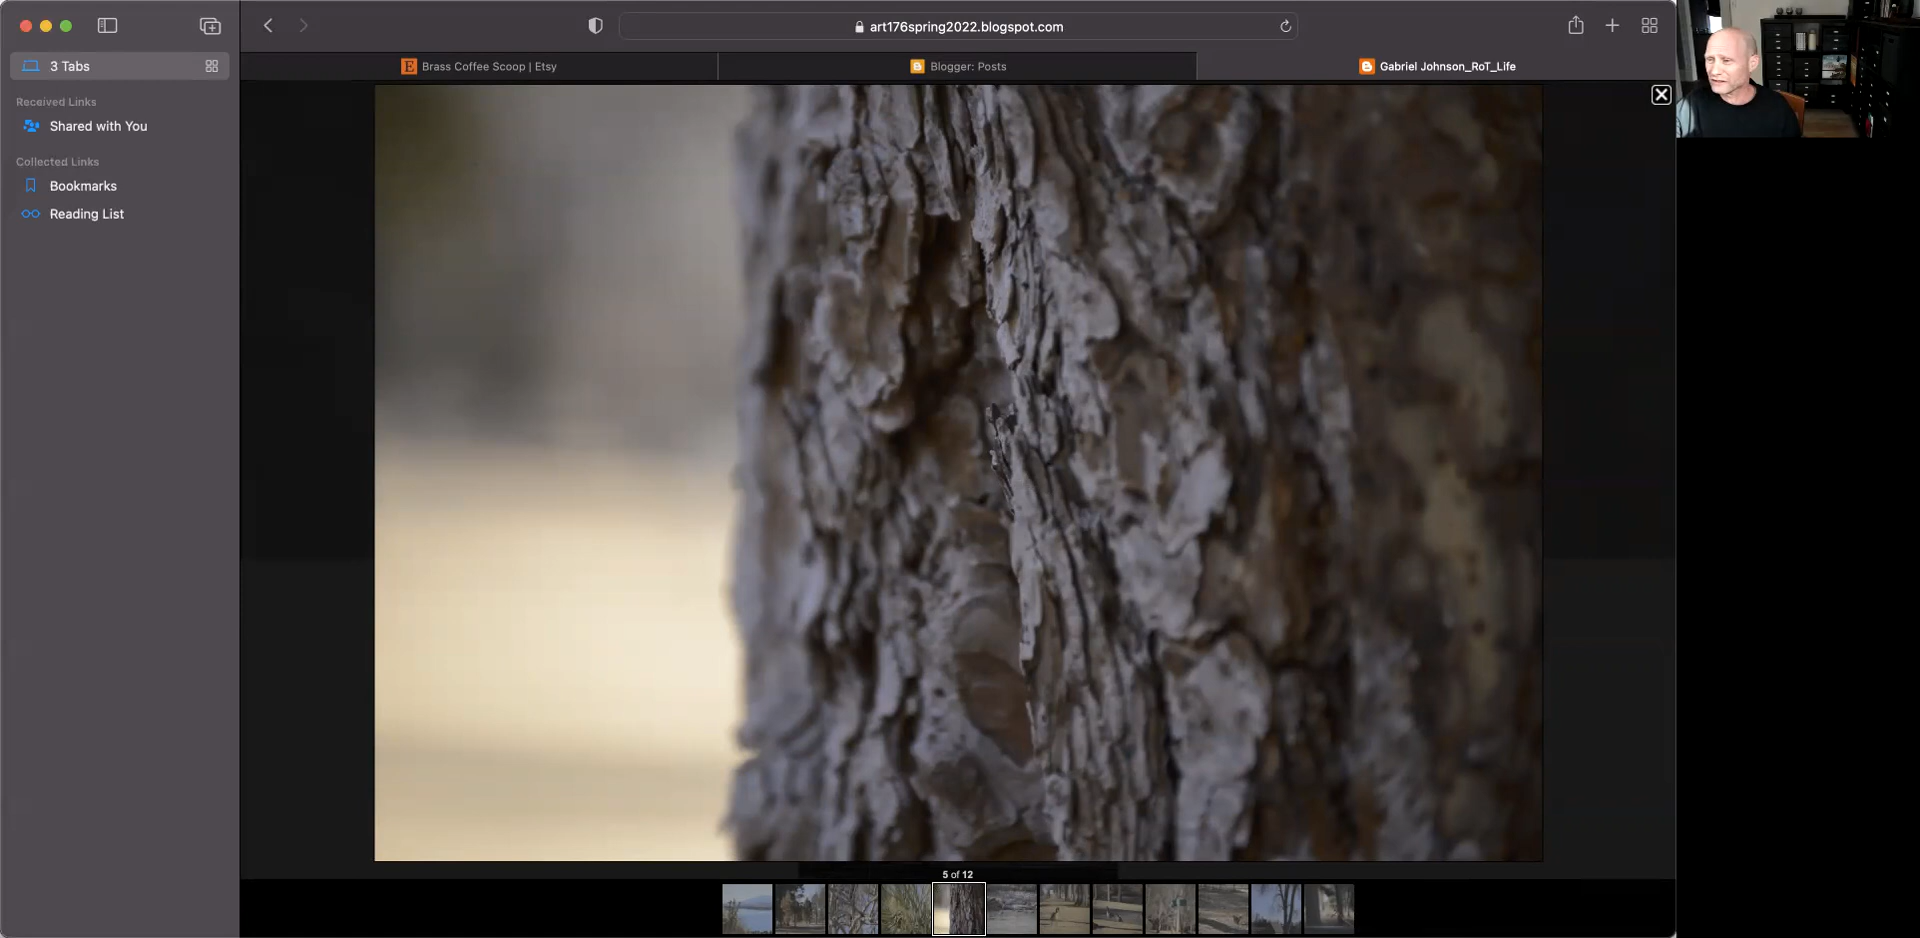 art176spring2022.blogspot.com
3 Tabs
E Brass Coffee Scoop | Etsy
Blogger: Posts
Gabriel Johnson_RoT_Life
Received Links
Shared with You
Collected Links
Bookmarks
Reading List
5 of 12